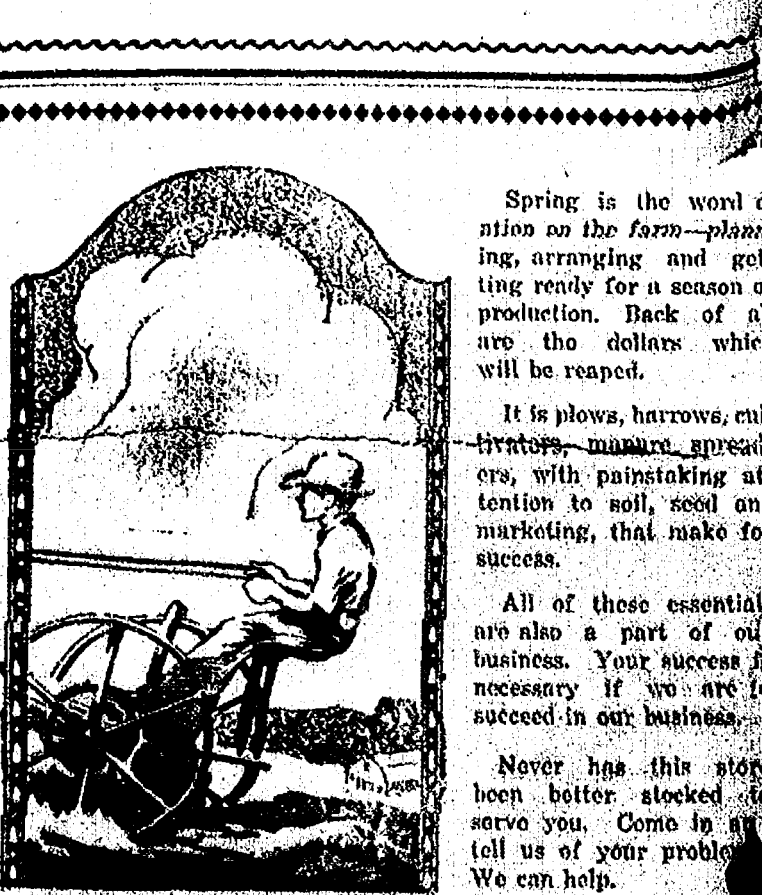 Spring is the word
ation on the farm—plann
ing, arranging and get
ting ready for a season o
production. Back of al
are the dollars whic
will be reaped.
It is plows, harrows, cul
tivators, manure spread
ers, with painstaking at
tention to soil, seed an
marketing, that make fo
success.
All of these essential
are also a part of ou
business. Your success i
necessary if we are to
succeed in our business.
Never has this stor
been better stocked to
serve you. Come in
tell us of your
We can help.